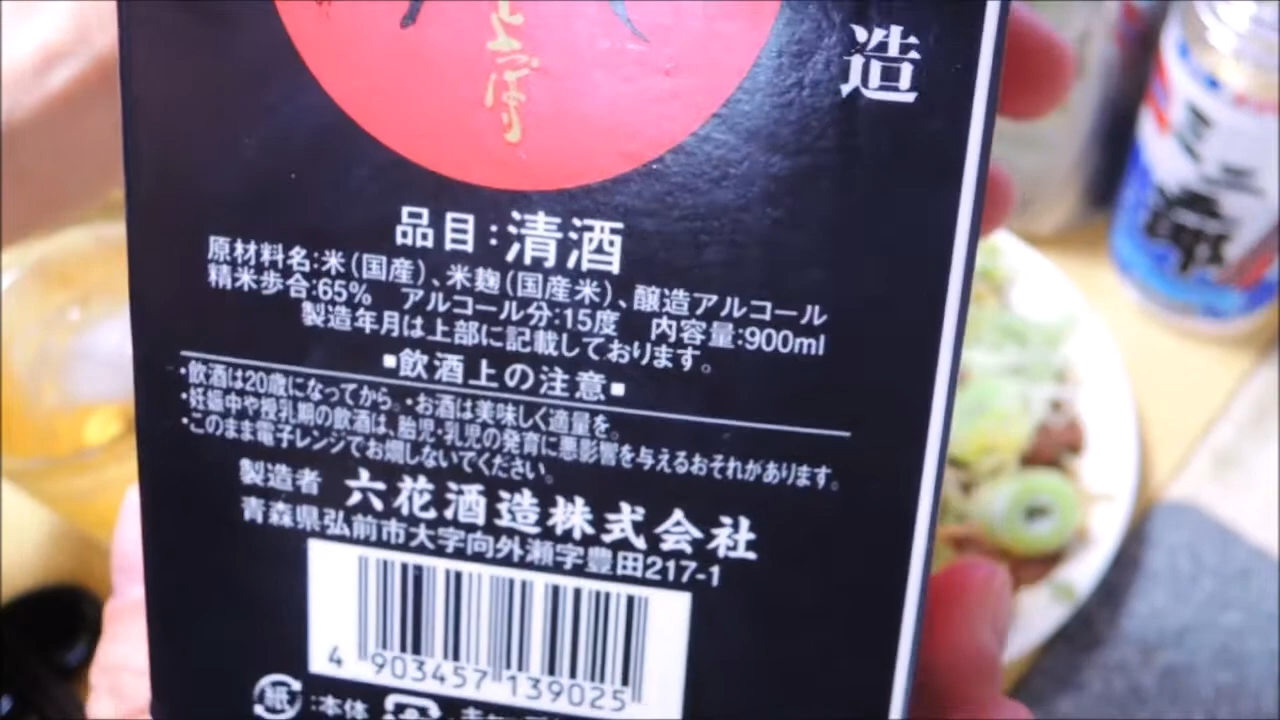 造
しぼり
品目:清酒
原材料名:米(国産)、米麹(国産米)、醸造アルコール
精米歩合:65% アルコール分:15度 内容量:900ml
製造年月は上部に記載しております。
■飲酒上の注意■
・飲酒は20歳になってから。・お酒は美味しく適量を。
・妊娠中や授乳期の飲酒は、胎児・乳児の発育に悪影響を与えるおそれがあります。
・このまま電子レンジでお燗しないでください。
製造者 六花酒造株式会社
青森県弘前市大字向外瀬字豊田217-1
4 903457 139025
紙 :本体